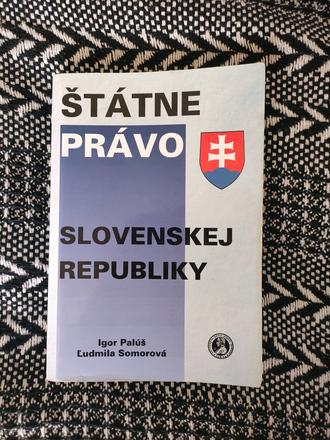 ŠTÁTNE
PRÁVO
SLOVENSKEJ
REPUBLIKY
Igor Palúš
Ľudmila Somorová